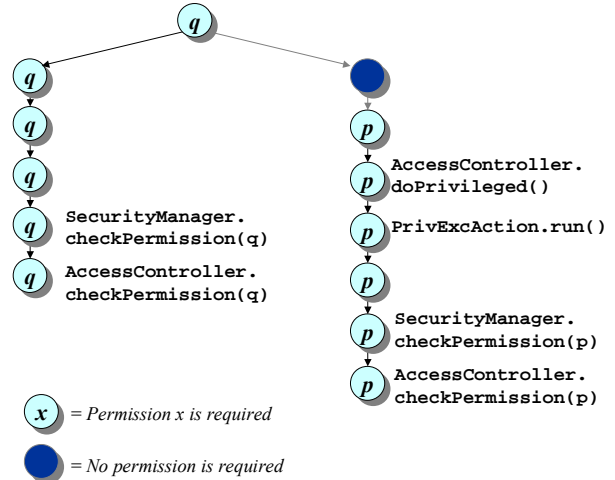 q
q
q
p
q
p
AccessController.
doPrivileged()
q
SecurityManager.
checkPermission(q)
p
PrivExcAction.run()
q
AccessController.
checkPermission(q)
p
p
SecurityManager.
checkPermission(p)
p
AccessController.
checkPermission(p)
x = Permission x is required
= No permission is required